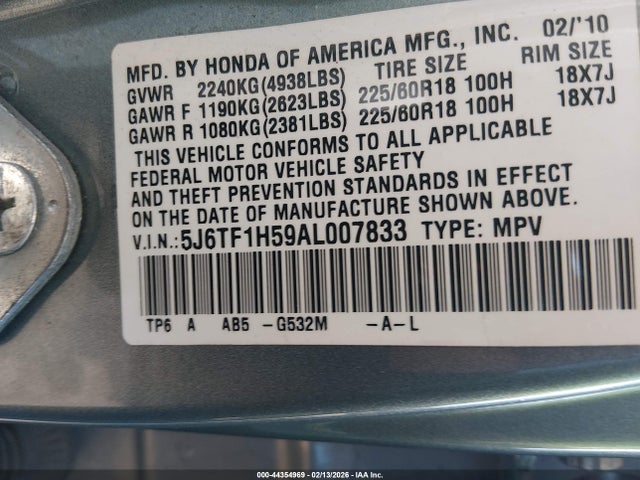 MFD. BY HONDA OF AMERICA MFG., INC. 02/'10
GVWR 2240KG(4938LBS) TIRE SIZE RIM SIZE
GAWR F 1190KG(2623LBS) 225/60R18 100H 18X7J
GAWR R 1080KG(2381LBS) 225/60R18 100H 18X7J
THIS VEHICLE CONFORMS TO ALL APPLICABLE
FEDERAL MOTOR VEHICLE SAFETY
AND THEFT PREVENTION STANDARDS IN EFFECT
ON THE DATE OF MANUFACTURE SHOWN ABOVE.
V.I.N.:5J6TF1H59AL007833 TYPE: MPV
TP6 A AB5 -G532M -A-L
000-44354969 - 02/13/2026 - IAA Inc.